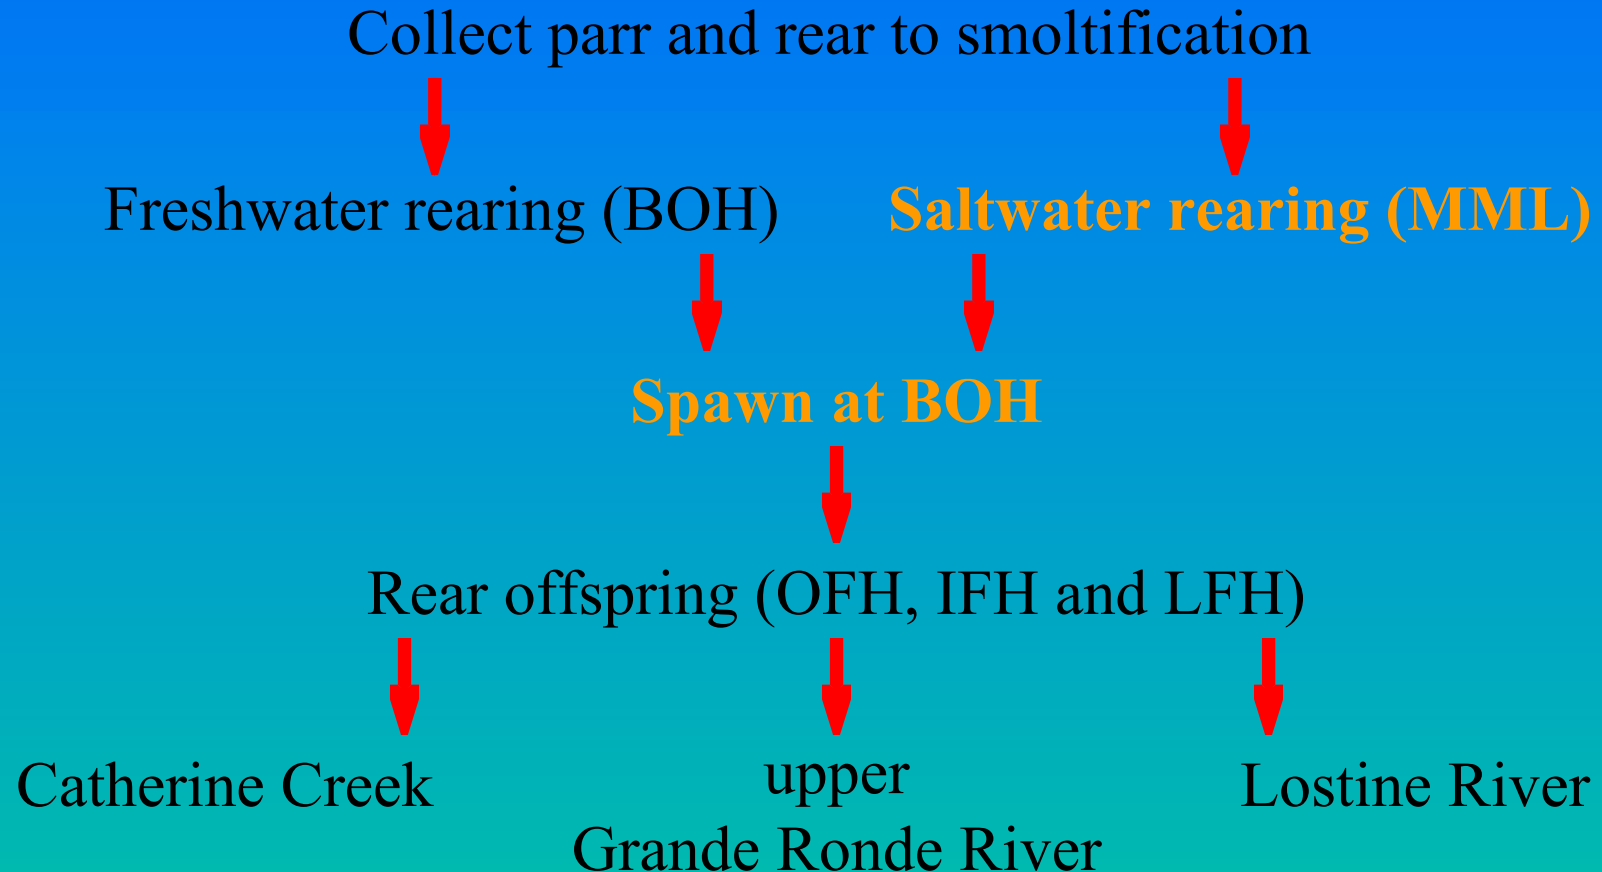 Collect parr and rear to smoltification
Freshwater rearing (BOH)
Saltwater rearing (MML)
Spawn at BOH
Rear offspring (OFH, IFH and LFH)
Catherine Creek
upper
Grande Ronde River
Lostine River